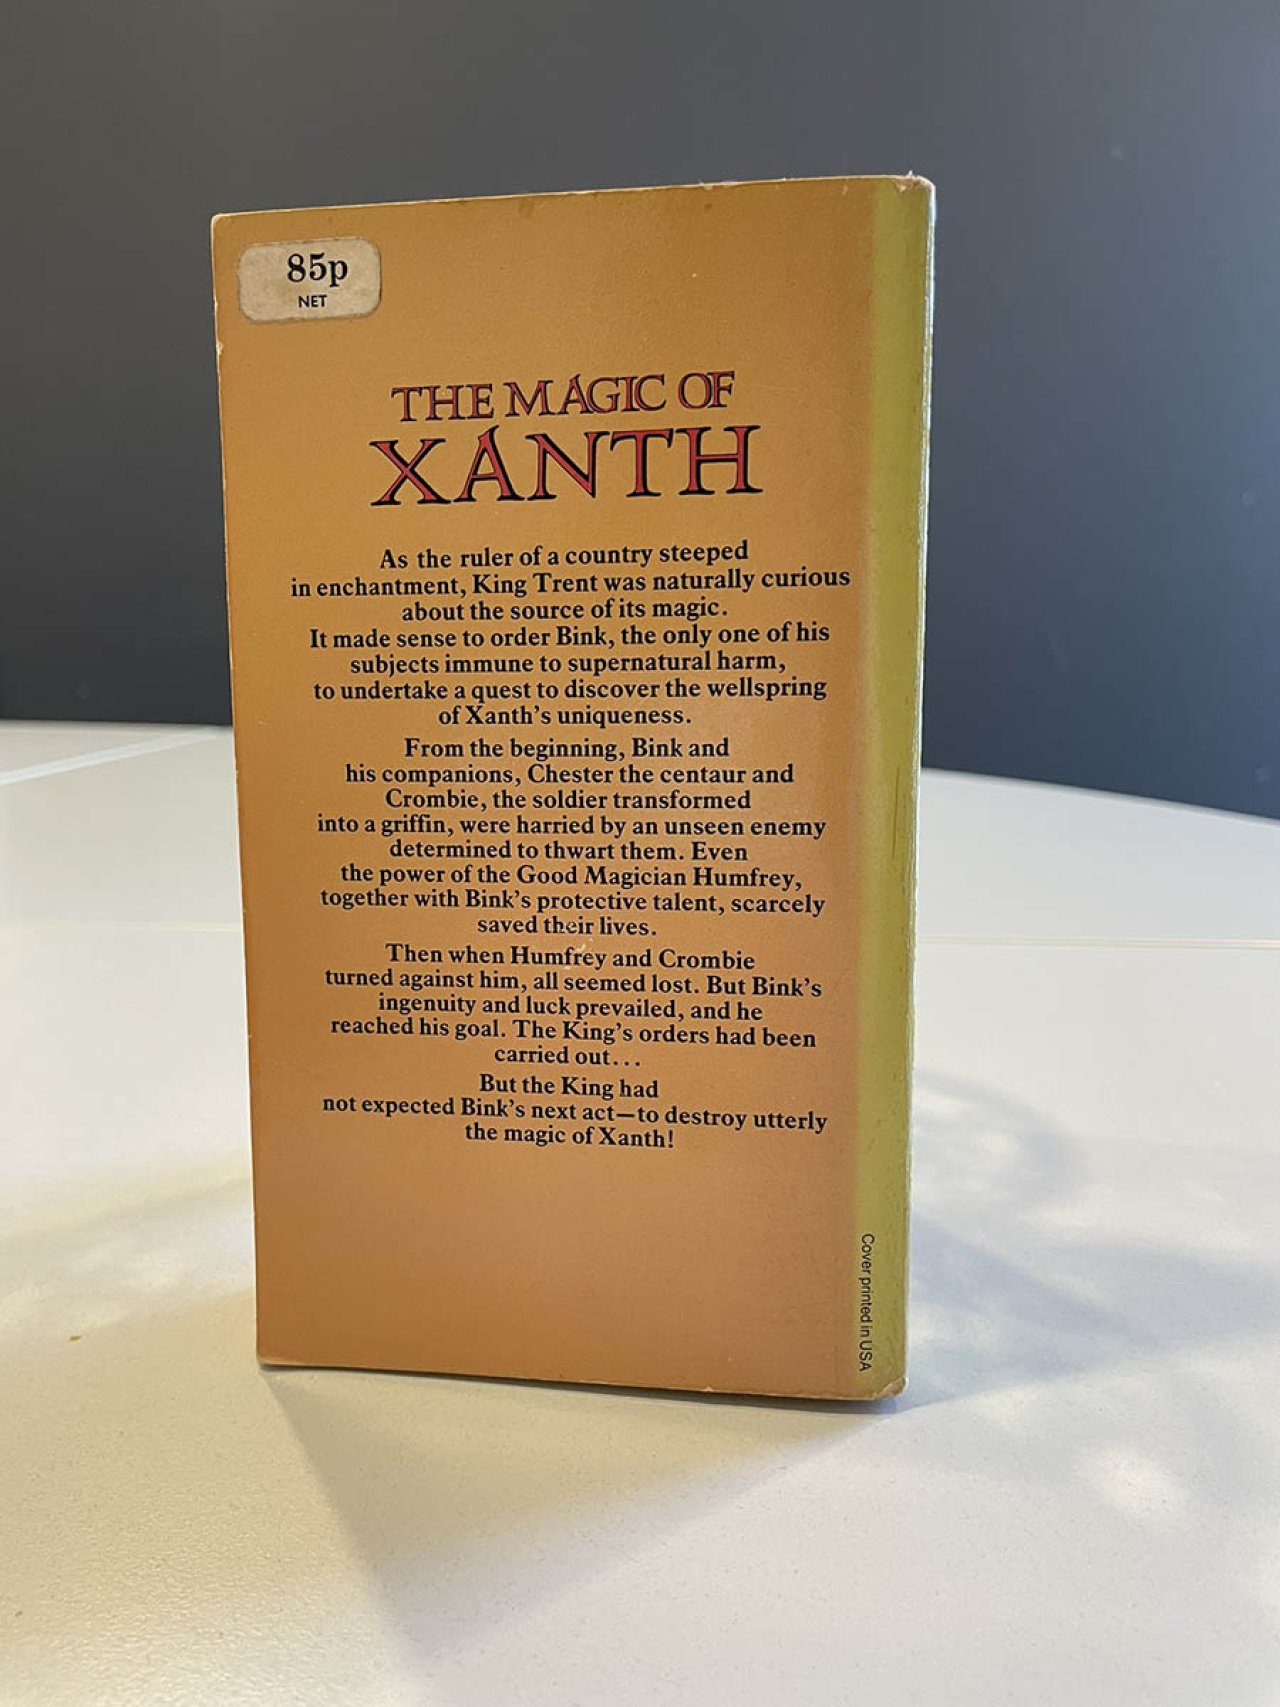 85p
NET
THE MAGIC OF
XANTH
As the ruler of a country steeped
in enchantment, King Trent was naturally curious
about the source of its magic.
It made sense to order Bink, the only one of his
subjects immune to supernatural harm,
to undertake a quest to discover the wellspring
of Xanth's uniqueness.
From the beginning, Bink and
his companions, Chester the centaur and
Crombie, the soldier transformed
into a griffin, were harried by an unseen enemy
determined to thwart them. Even
the power of the Good Magician Humfrey,
together with Bink's protective talent, scarcely
saved their lives.
Then when Humfrey and Crombie
turned against him, all seemed lost. But Bink's
ingenuity and luck prevailed, and he
reached his goal. The King's orders had been
carried out...
But the King had
not expected Bink's next act—to destroy utterly
the magic of Xanth!
Cover printed in USA